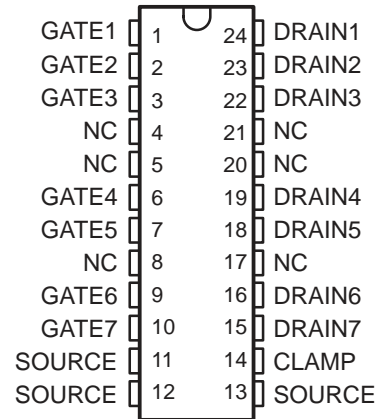 GATE1 1 24 DRAIN1
GATE2 2 23 DRAIN2
GATE3 3 22 DRAIN3
NC 4 21 NC
NC 5 20 NC
GATE4 6 19 DRAIN4
GATE5 7 18 DRAIN5
NC 8 17 NC
GATE6 9 16 DRAIN6
GATE7 10 15 DRAIN7
SOURCE 11 14 CLAMP
SOURCE 12 13 SOURCE